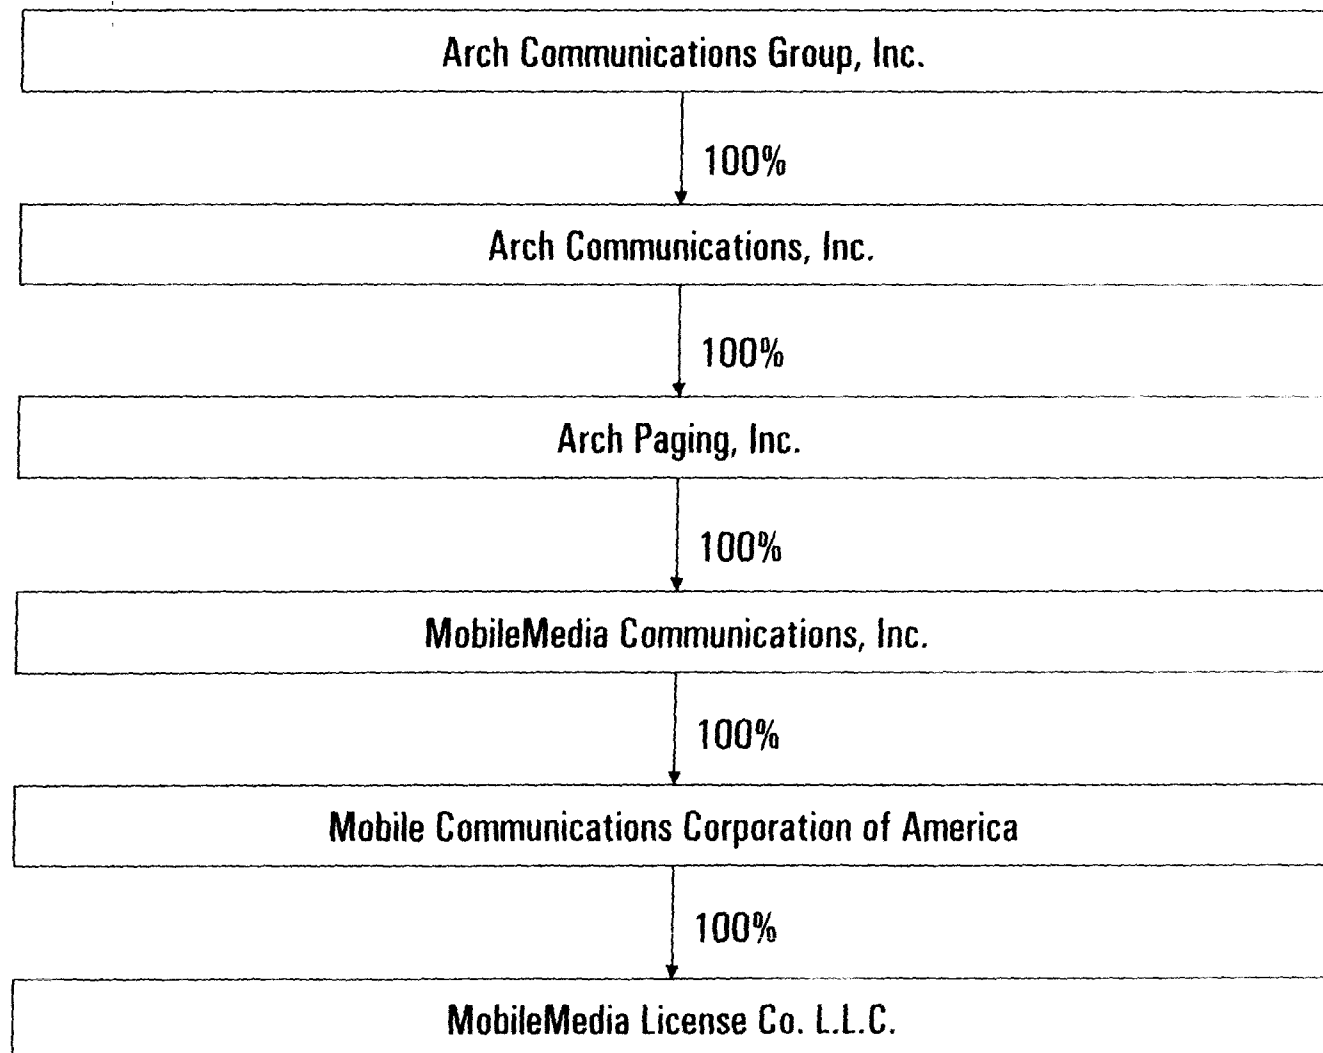 Arch Communications Group, Inc.
100%
Arch Communications, Inc.
100%
Arch Paging, Inc.
100%
MobileMedia Communications, Inc.
100%
Mobile Communications Corporation of America
100%
MobileMedia License Co. L.L.C.